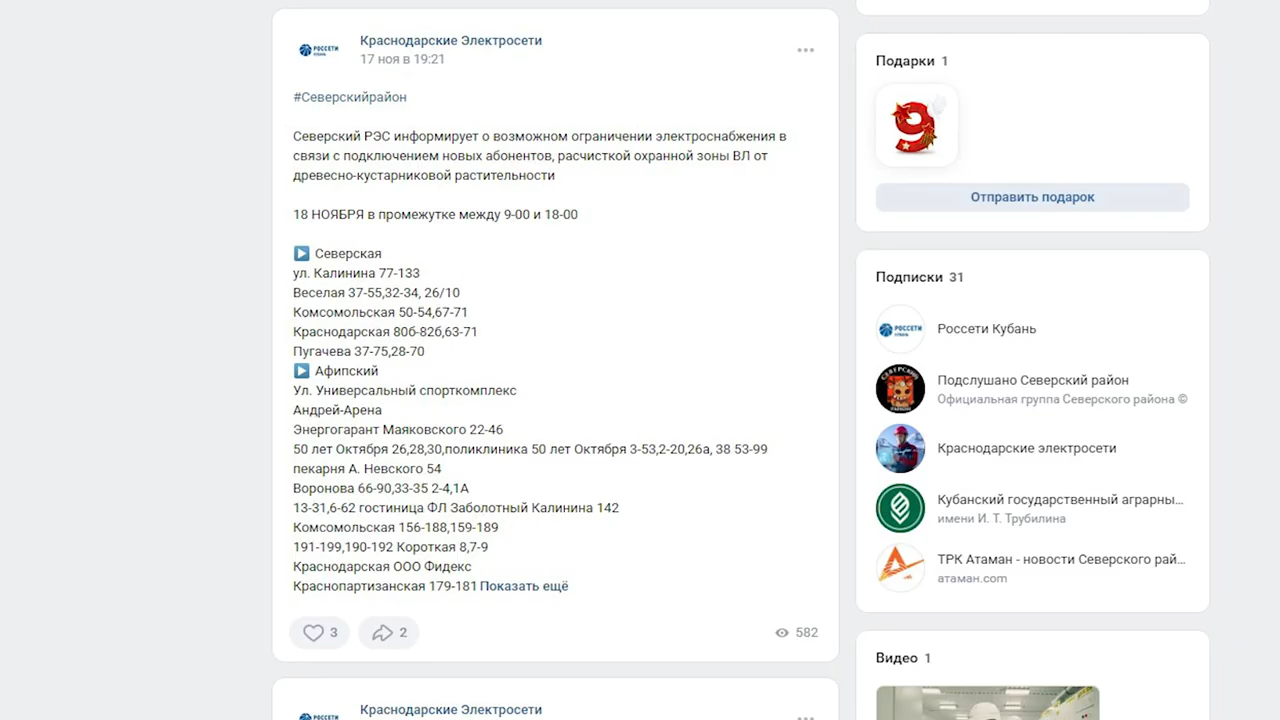 РОССЕТИ
КУБАНЬ
Краснодарские Электросети
17 ноя в 19:21
#Северскийрайон
Северский РЭС информирует о возможном ограничении электроснабжения в
связи с подключением новых абонентов, расчисткой охранной зоны ВЛ от
древесно-кустарниковой растительности
18 НОЯБРЯ в промежутке между 9-00 и 18-00
Северская
ул. Калинина 77-133
Веселая 37-55,32-34, 26/10
Комсомольская 50-54,67-71
Краснодарская 80б-82б,63-71
Пугачева 37-75,28-70
Афипский
Ул. Универсальный спорткомплекс
Андрей-Арена
Энергогарант Маяковского 22-46
50 лет Октября 26,28,30,поликлиника 50 лет Октября 3-53,2-20,26а, 38 53-99
пекарня А. Невского 54
Воронова 66-90,33-35 2-4,1А
13-31,6-62 гостиница ФЛ Заболотный Калинина 142
Комсомольская 156-188,159-189
191-199,190-192 Короткая 8,7-9
Краснодарская ООО Фидекс
Краснопартизанская 179-181 Показать ещё
3
2
582
Краснодарские Электросети
РОССЕТИ
Подарки 1
9
Отправить подарок
Подписки 31
РОССЕТИ
КУБАНЬ
Россети Кубань
СЕВЕРСКИЙ
Подслушано Северский район
Официальная группа Северского района ©
Краснодарские электросети
Кубанский государственный аграрны...
имени И. Т. Трубилина
ТРК Атаман - новости Северского рай...
атаман.com
Видео 1